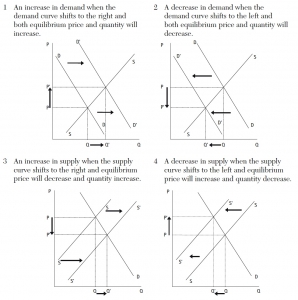 1 An increase in demand when the
demand curve shifts to the right and
both equilibrium price and quantity will
increase.
P
D
D'
S
P'
P
S
D
D'
Q
Q'
Q
2 A decrease in demand when the
demand curve shifts to the left and
both equilibrium price and quantity will
decrease.
P
D'
D
S
P
P'
S
D'
D
Q'
Q
Q
3 An increase in supply when the supply
curve shifts to the right and equilibrium
price will decrease and quantity increase.
P
D
S
S'
P
P'
S
S'
D
Q
Q'
Q
4 A decrease in supply when the supply
curve shifts to the left and equilibrium
price will increase and quantity decrease.
P
S'
S
P'
P
S'
S
D
Q'
Q
Q